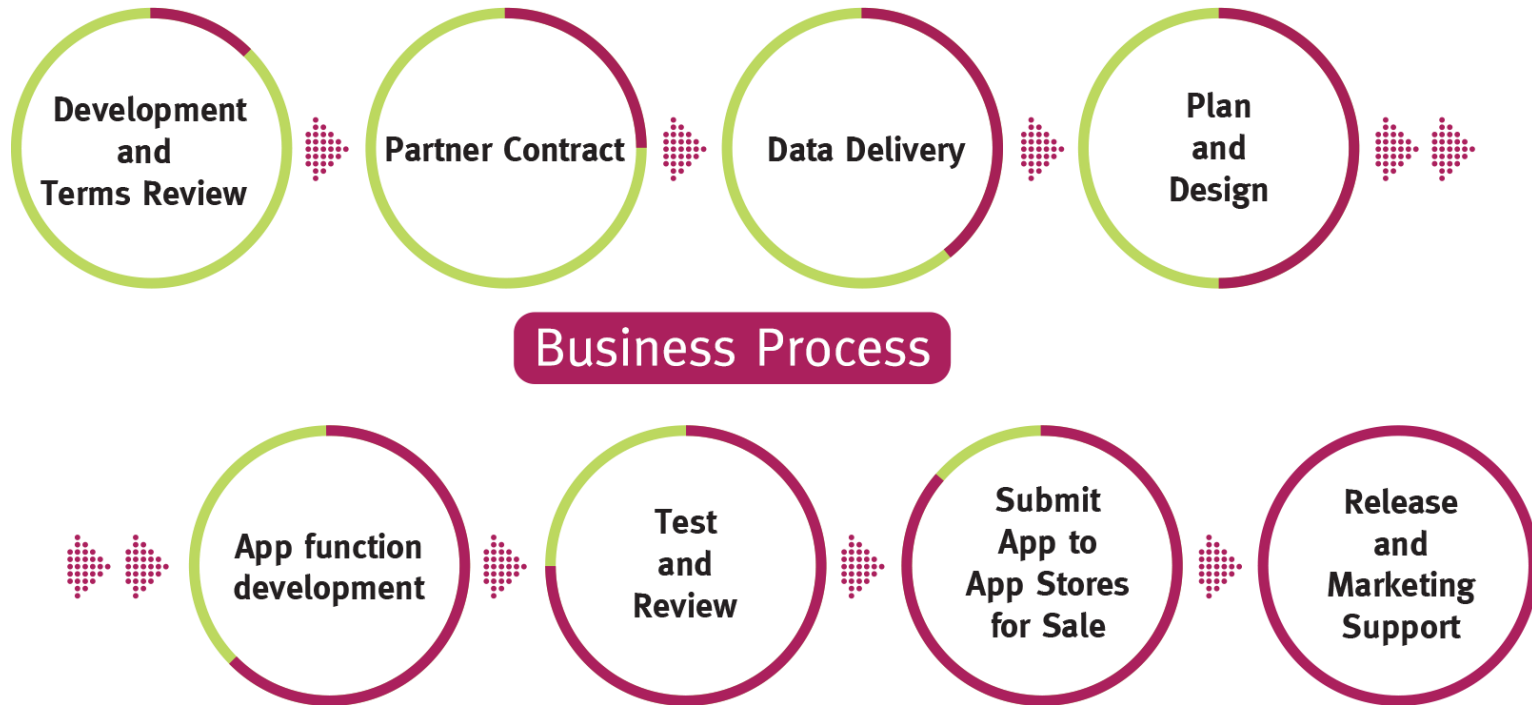 Development
and
Terms Review
Partner Contract
Data Delivery
Plan
and
Design
Business Process
App function
development
Test
and
Review
Submit
App to
App Stores
for Sale
Release
and
Marketing
Support